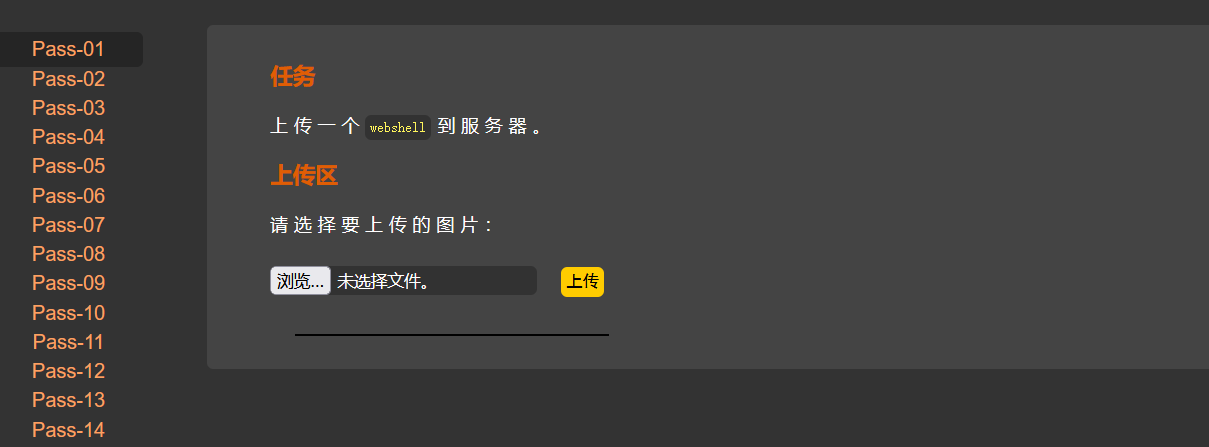 Pass-01
Pass-02
Pass-03
Pass-04
Pass-05
Pass-06
Pass-07
Pass-08
Pass-09
Pass-10
Pass-11
Pass-12
Pass-13
Pass-14
任务
上传一个 webshell 到服务器。
上传区
请选择要上传的图片：
浏览... 未选择文件。 上传